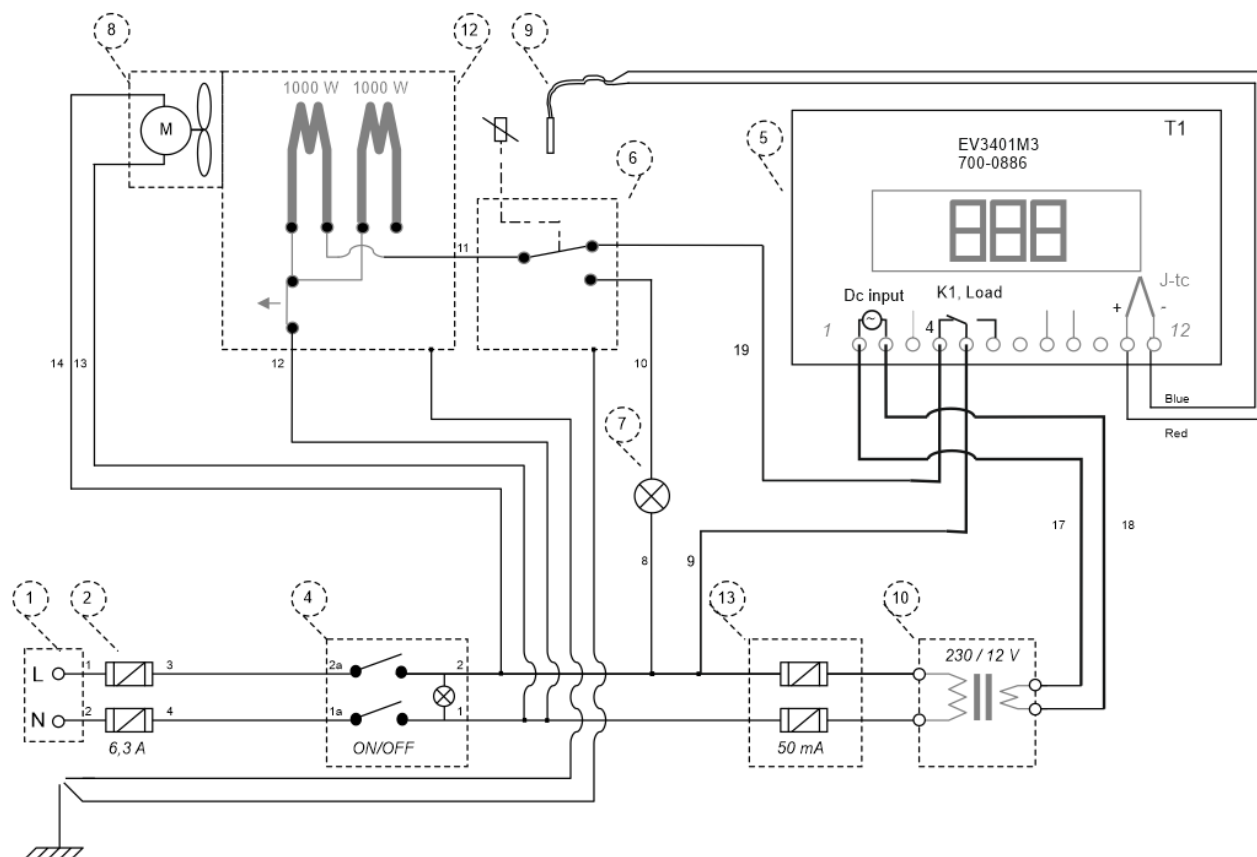 8
12
9
1000 W 1000 W
M
T1
5
EV3401M3
700-0886
6
J-tc
Dc input
K1, Load
+
-
11
1
~
4
12
14
13
12
10
19
Blue
Red
7
17
18
8
9
1
2
4
13
10
230 / 12 V
L
1
3
2a
2
N
2
4
1a
1
6,3 A
ON/OFF
50 mA